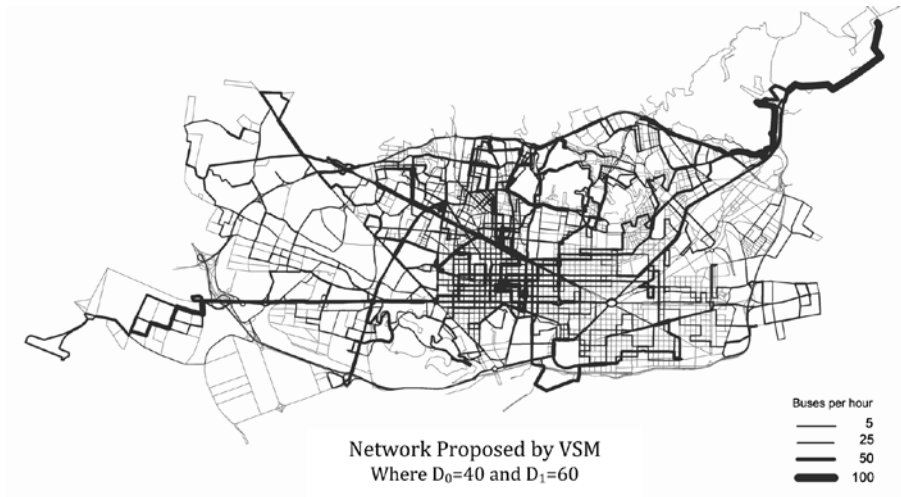 Buses per hour
5
25
50
100
Network Proposed by VSM
Where D₀=40 and D₁=60